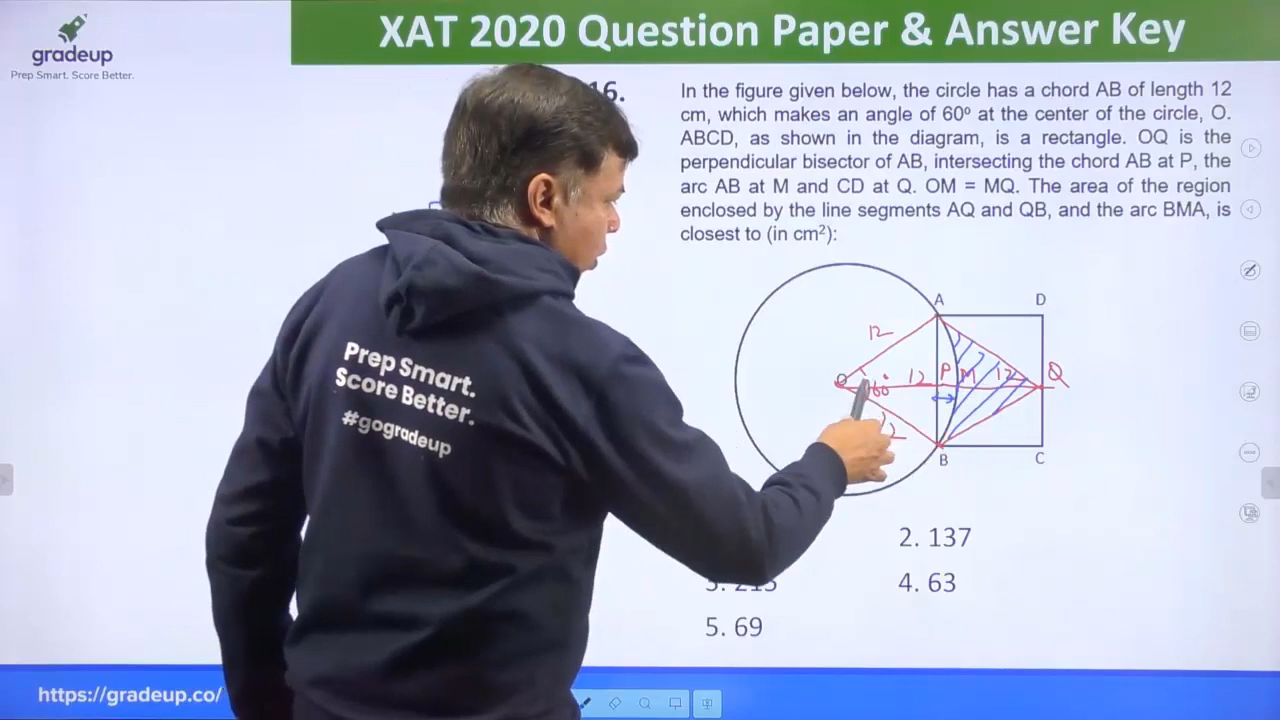 gradeup
Prep Smart. Score Better.
XAT 2020 Question Paper & Answer Key
16.
In the figure given below, the circle has a chord AB of length 12
cm, which makes an angle of 60º at the center of the circle, O.
ABCD, as shown in the diagram, is a rectangle. OQ is the
perpendicular bisector of AB, intersecting the chord AB at P, the
arc AB at M and CD at Q. OM = MQ. The area of the region
enclosed by the line segments AQ and QB, and the arc BMA, is
closest to (in cm²):
A
D
12
O
60°
12
P
M
12
Q
12
B
C
Prep Smart.
Score Better.
#gogradeup
2. 137
3. 215
4. 63
5. 69
https://gradeup.co/